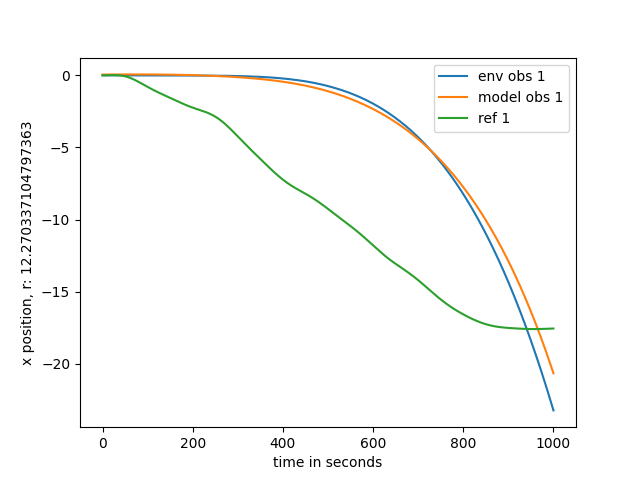 env obs 1
model obs 1
ref 1
0
−5
−10
−15
−20
x position, r: 12.270337104797363
0
200
400
600
800
1000
time in seconds